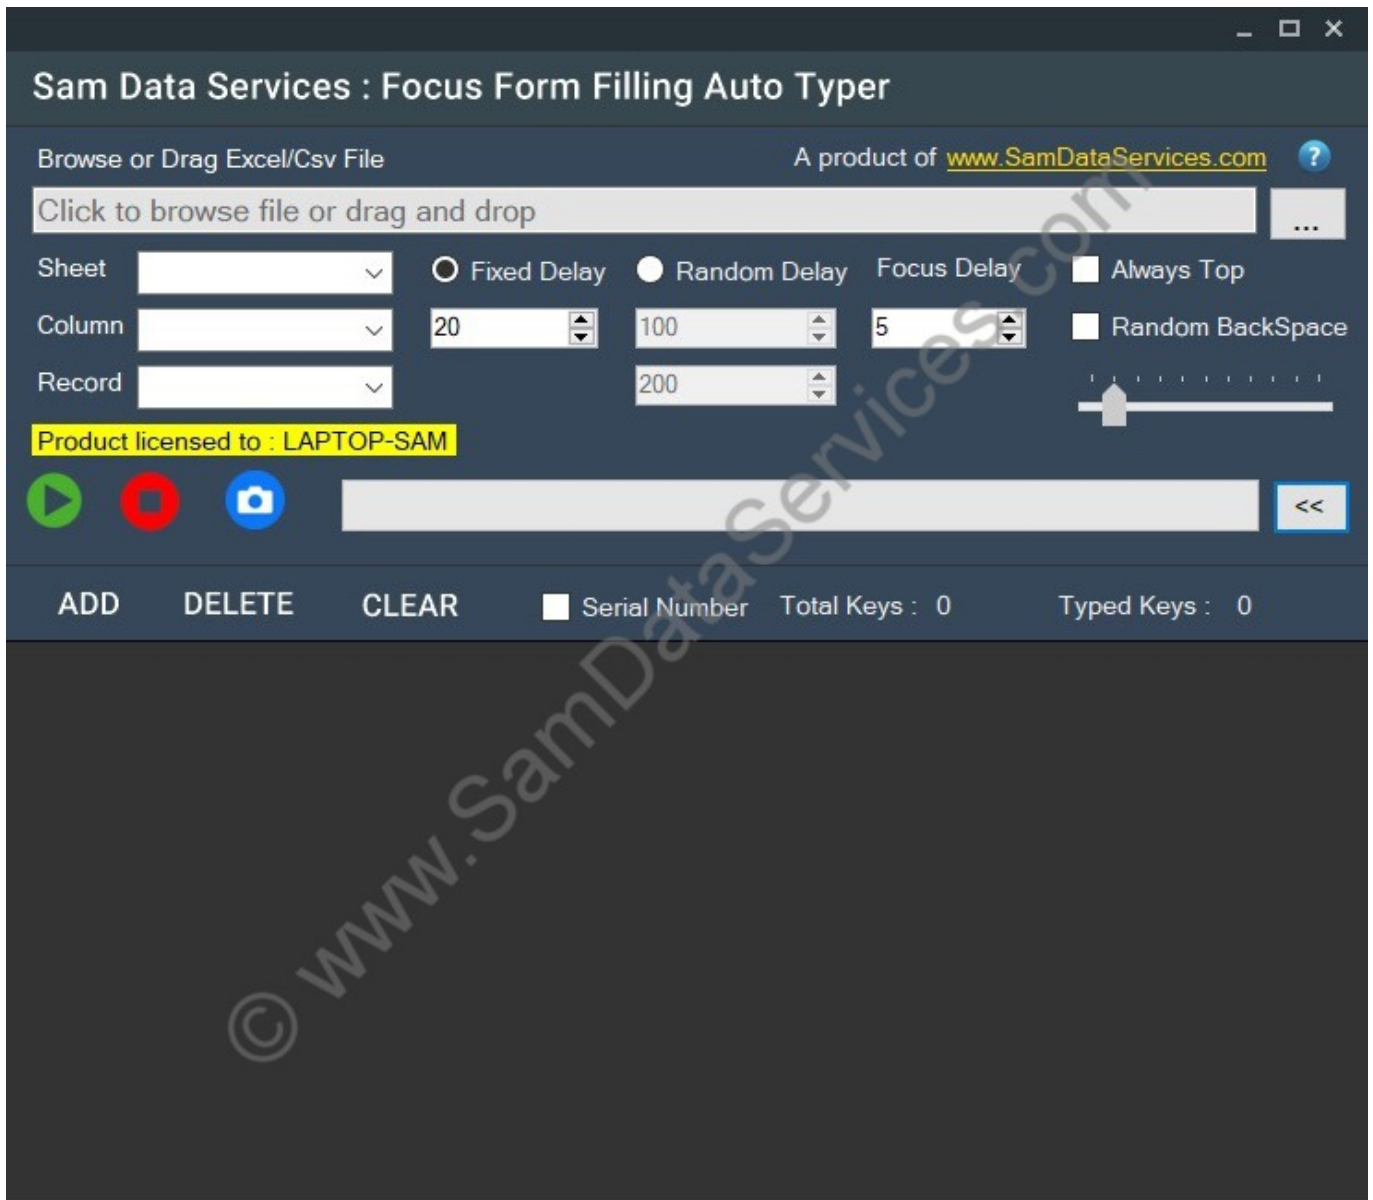 Sam Data Services : Focus Form Filling Auto Typer
Browse or Drag Excel/Csv File
A product of www.SamDataServices.com
?
Click to browse file or drag and drop
...
Sheet
Fixed Delay
Random Delay
Focus Delay
Always Top
Column
20
100
5
Random BackSpace
Record
200
Product licensed to : LAPTOP-SAM
<<
ADD
DELETE
CLEAR
Serial Number
Total Keys : 0
Typed Keys : 0
© www.SamDataServices.com